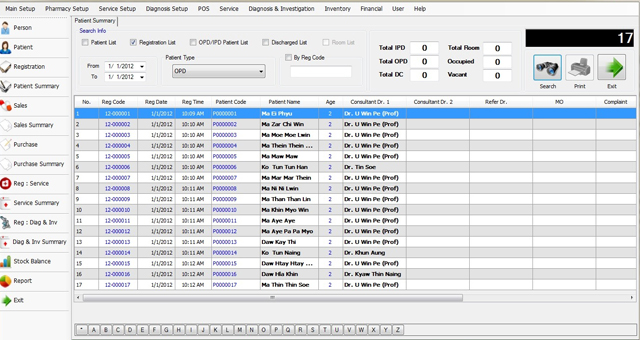 Main Setup Pharmacy Setup Service Setup Diagnosis Setup POS Service Diagnosis & Investigation Inventory Financial User Help
Person
Patient
Registration
Patient Summary
Sales
Sales Summary
Purchase
Purchase Summary
Reg : Service
Service Summary
Reg : Diag & Inv
Diag & Inv Summary
Stock Balance
Report
Exit
Patient Summary
Search Info
Patient List Registration List OPD/IPD Patient List Discharged List Room List
From 1/ 1/2012
To 1/ 1/2012
Patient Type
OPD
By Reg Code
Total IPD 0 Total Room 0
Total OPD 0 Occupied 0
Total DC 0 Vacant 0
17
Search Print Exit
No. Reg Code Reg Date Reg Time Patient Code Patient Name Age Consultant Dr. 1 Consultant Dr. 2 Refer Dr. MO Complaint
1 12-000001 1/1/2012 10:09 AM P0000001 Ma Ei Phyu 2 Dr. U Win Pe (Prof)
2 12-000002 1/1/2012 10:10 AM P0000002 Ma Zar Chi Win 2 Dr. U Win Pe (Prof)
3 12-000003 1/1/2012 10:10 AM P0000003 Ma Moe Moe Lwin 2 Dr. U Win Pe (Prof)
4 12-000004 1/1/2012 10:10 AM P0000004 Ma Thein Thein ... 2 Dr. U Win Pe (Prof)
5 12-000005 1/1/2012 10:10 AM P0000005 Ma Maw Maw 2 Dr. U Win Pe (Prof)
6 12-000006 1/1/2012 10:10 AM P0000006 Ko Tun Tun Han 2 Dr. Tin Soe
7 12-000007 1/1/2012 10:10 AM P0000007 Ma Mar Mar Thein 2 Dr. U Win Pe (Prof)
8 12-000008 1/1/2012 10:11 AM P0000008 Ma Ni Ni Lwin 2 Dr. U Win Pe (Prof)
9 12-000009 1/1/2012 10:11 AM P0000009 Ma Than Than Lin 2 Dr. U Win Pe (Prof)
10 12-000010 1/1/2012 10:11 AM P0000010 Ma Khin Myo Win 2 Dr. U Win Pe (Prof)
11 12-000011 1/1/2012 10:11 AM P0000011 Ma Aye Aye 2 Dr. U Win Pe (Prof)
12 12-000012 1/1/2012 10:11 AM P0000012 Ma Aye Pa Pa Myo 2 Dr. U Win Pe (Prof)
13 12-000013 1/1/2012 10:11 AM P0000013 Daw Kay Thi 2 Dr. U Win Pe (Prof)
14 12-000014 1/1/2012 10:11 AM P0000014 Ko Tun Naing 2 Dr. Khun Aung
15 12-000015 1/1/2012 10:12 AM P0000015 Daw Htay Htay ... 2 Dr. U Win Pe (Prof)
16 12-000016 1/1/2012 10:12 AM P0000016 Daw Hla Khin 2 Dr. Kyaw Thin Naing
17 12-000017 1/1/2012 10:12 AM P0000017 Ma Thin Thin Soe 2 Dr. U Win Pe (Prof)
* A B C D E F G H I J K L M N O P Q R S T U V W X Y Z